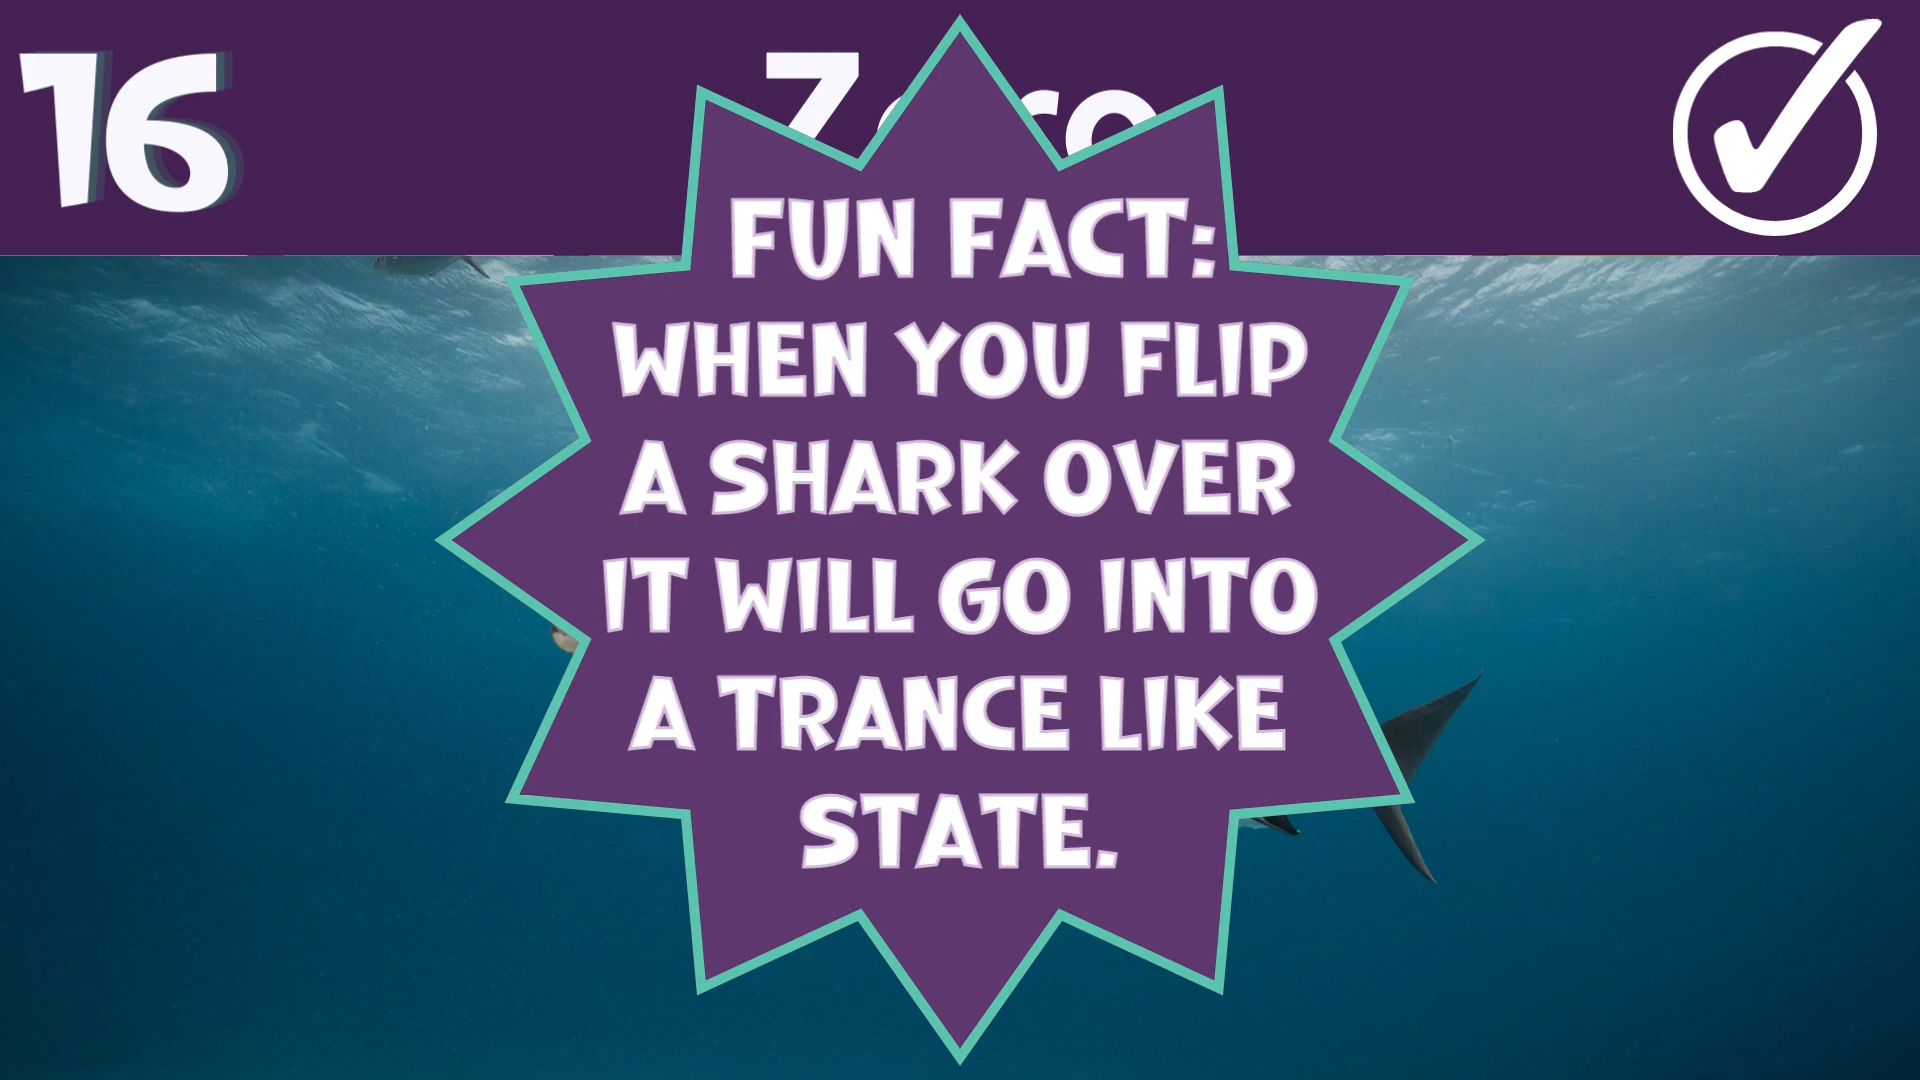 16
FUN FACT:
WHEN YOU FLIP
A SHARK OVER
IT WILL GO INTO
A TRANCE LIKE
STATE.